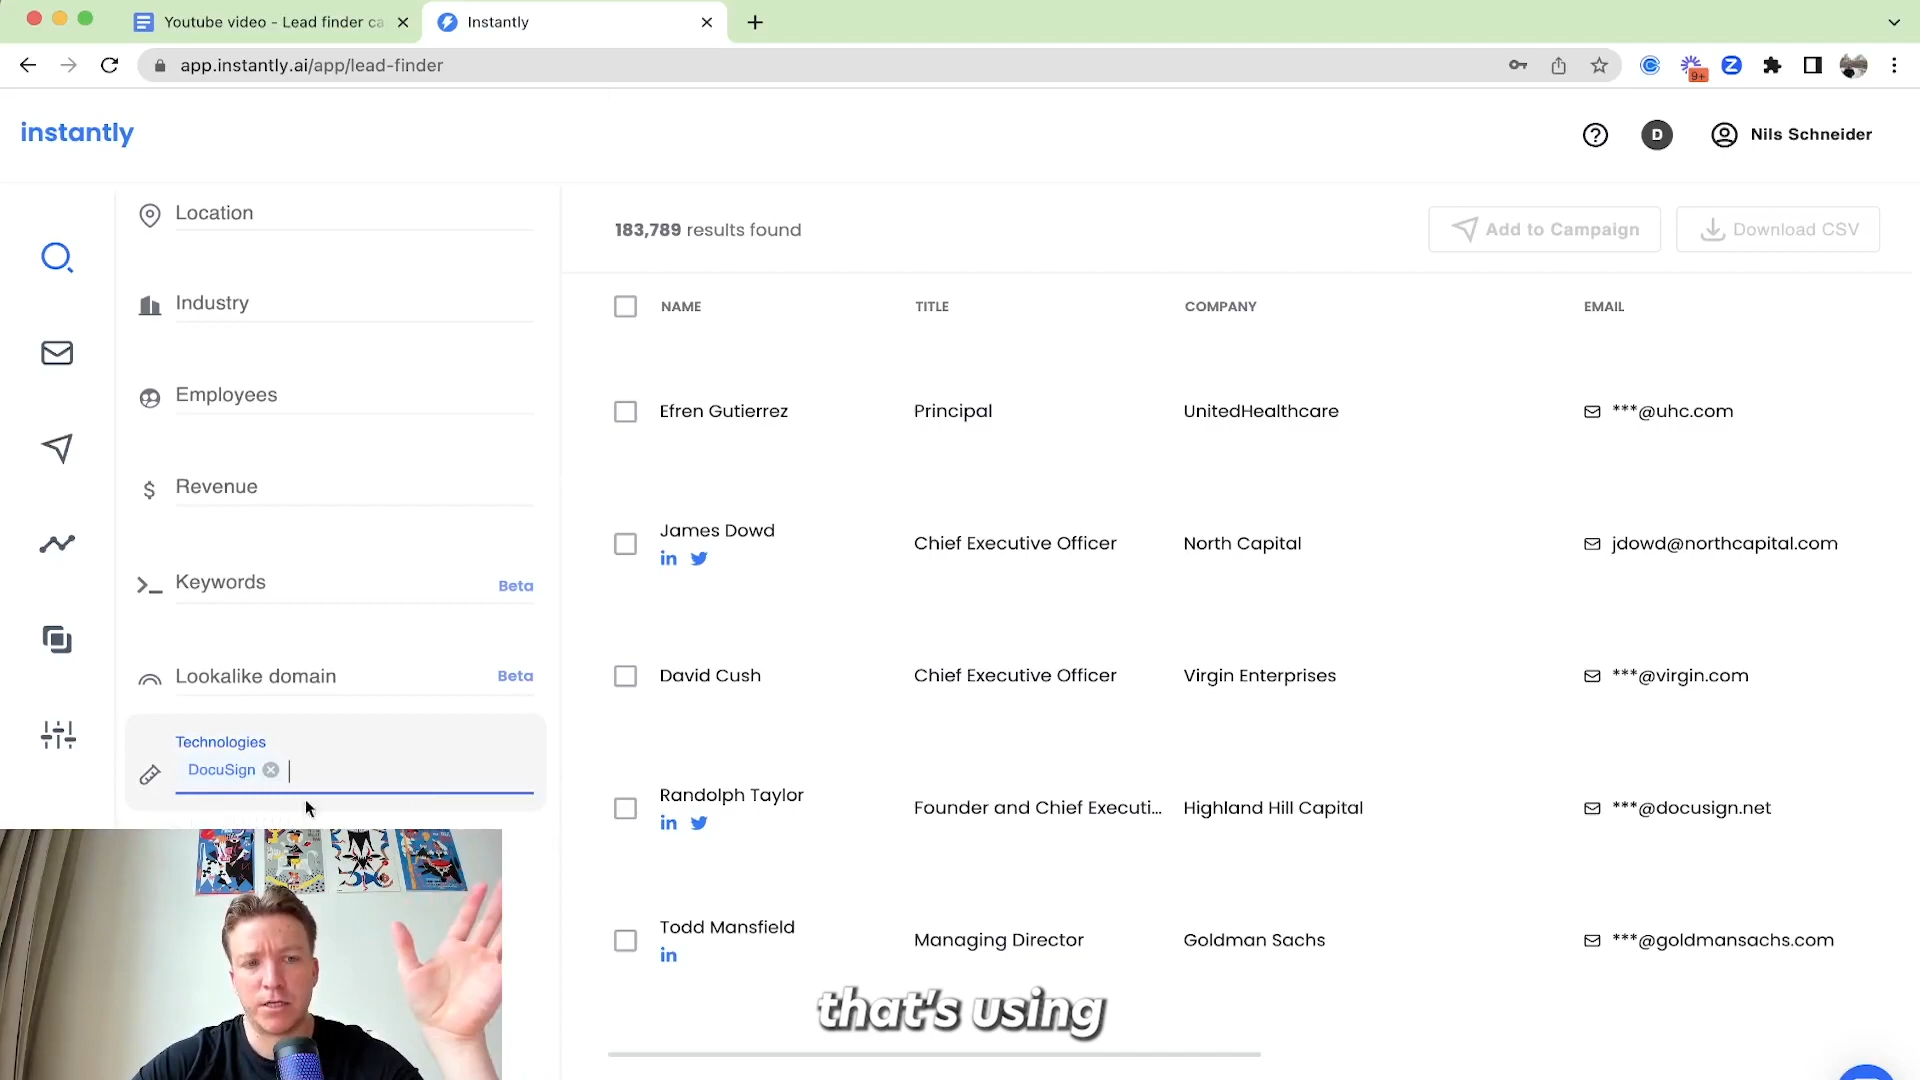 Youtube video - Lead finder ca
Instantly
app.instantly.ai/app/lead-finder
9+
instantly
D
Nils Schneider
Location
Industry
Employees
Revenue
Keywords
Beta
Lookalike domain
Beta
Technologies
DocuSign
183,789 results found
Add to Campaign
Download CSV
NAME
TITLE
COMPANY
EMAIL
Efren Gutierrez
Principal
UnitedHealthcare
***@uhc.com
James Dowd
Chief Executive Officer
North Capital
jdowd@northcapital.com
David Cush
Chief Executive Officer
Virgin Enterprises
***@virgin.com
Randolph Taylor
Founder and Chief Executi...
Highland Hill Capital
***@docusign.net
Todd Mansfield
Managing Director
Goldman Sachs
***@goldmansachs.com
that's using